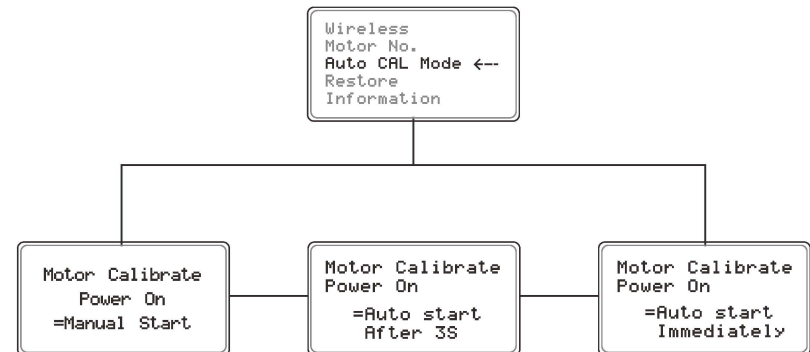 Wireless
Motor No.
Auto CAL Mode ←--
Restore
Information
Motor Calibrate
Power On
=Manual Start
Motor Calibrate
Power On
=Auto start
After 3S
Motor Calibrate
Power On
=Auto start
Immediately